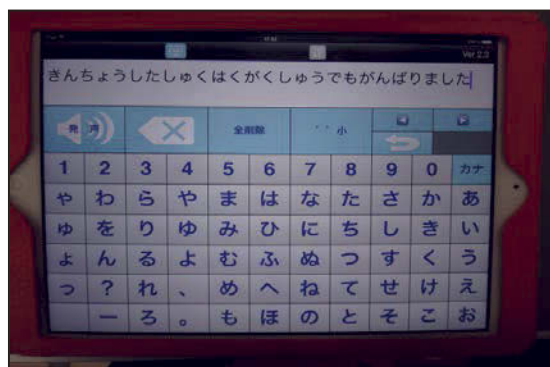 Ver 2.3
きんちょうしたしゅくはくがくしゅうでもがんばりました
発声 全削除 ゛゜小
1 2 3 4 5 6 7 8 9 0 カナ
ゃ わ ら や ま は な た さ か あ
ゅ を り ゆ み ひ に ち し き い
ょ ん る よ む ふ ぬ つ す く う
っ ? れ 、 め へ ね て せ け え
ー ろ 。 も ほ の と そ こ お